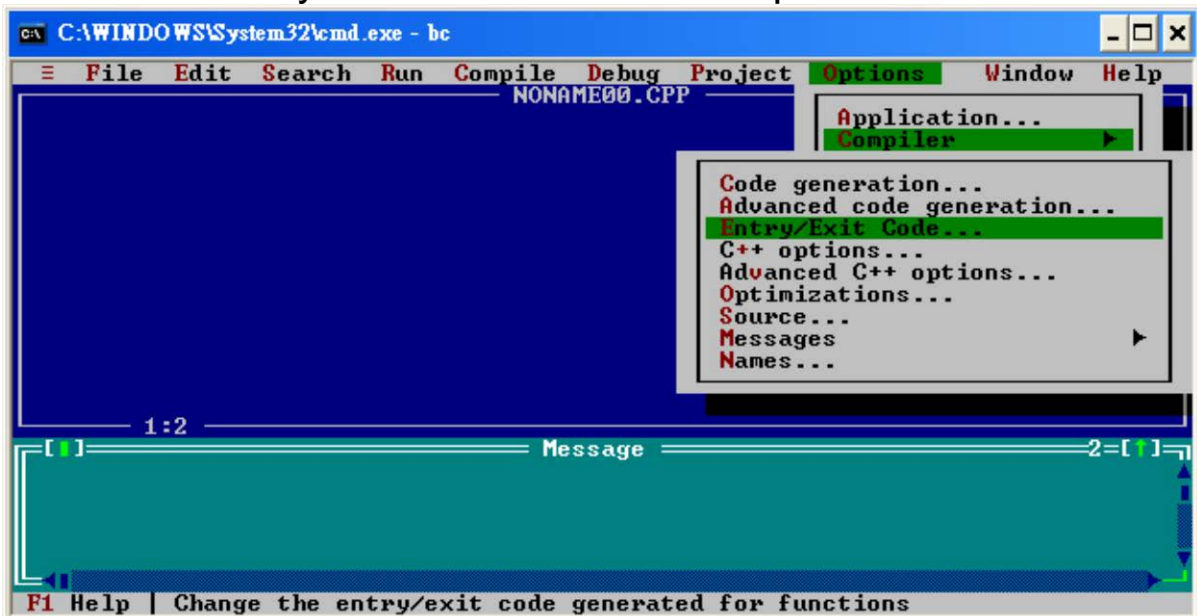 C:\WINDOWS\System32\cmd.exe - bc
≡ File Edit Search Run Compile Debug Project Options Window Help
NONAME00.CPP
Application...
Compiler
Code generation...
Advanced code generation...
Entry/Exit Code...
C++ options...
Advanced C++ options...
Optimizations...
Source...
Messages
Names...
1:2
Message 2=[↑]
F1 Help | Change the entry/exit code generated for functions